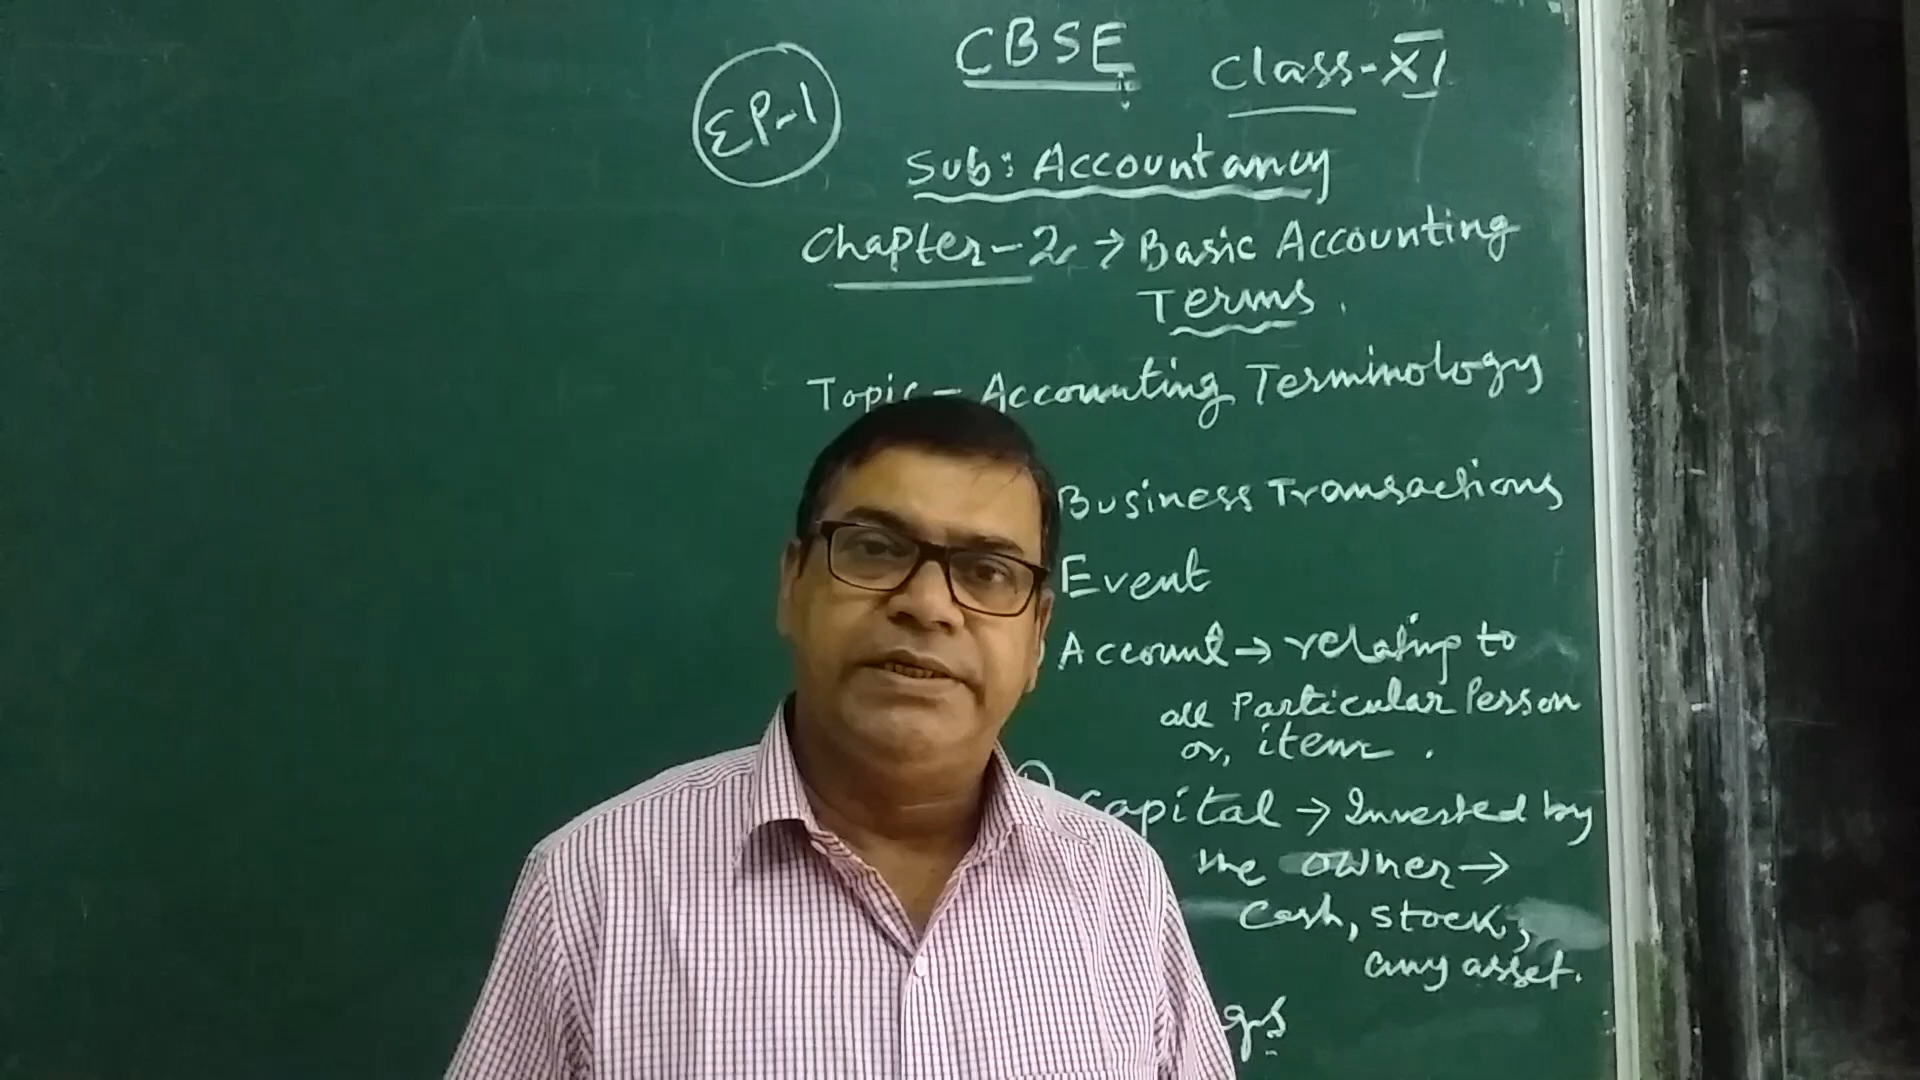 EP-1
CBSE
Class-XI
Sub: Accountancy
Chapter-2 → Basic Accounting
Terms.
Topic - Accounting Terminology
Business Transactions
Event
Account → relating to
all Particular Person
or, item .
Capital → Invested by
the owner →
Cash, stock,
any asset.